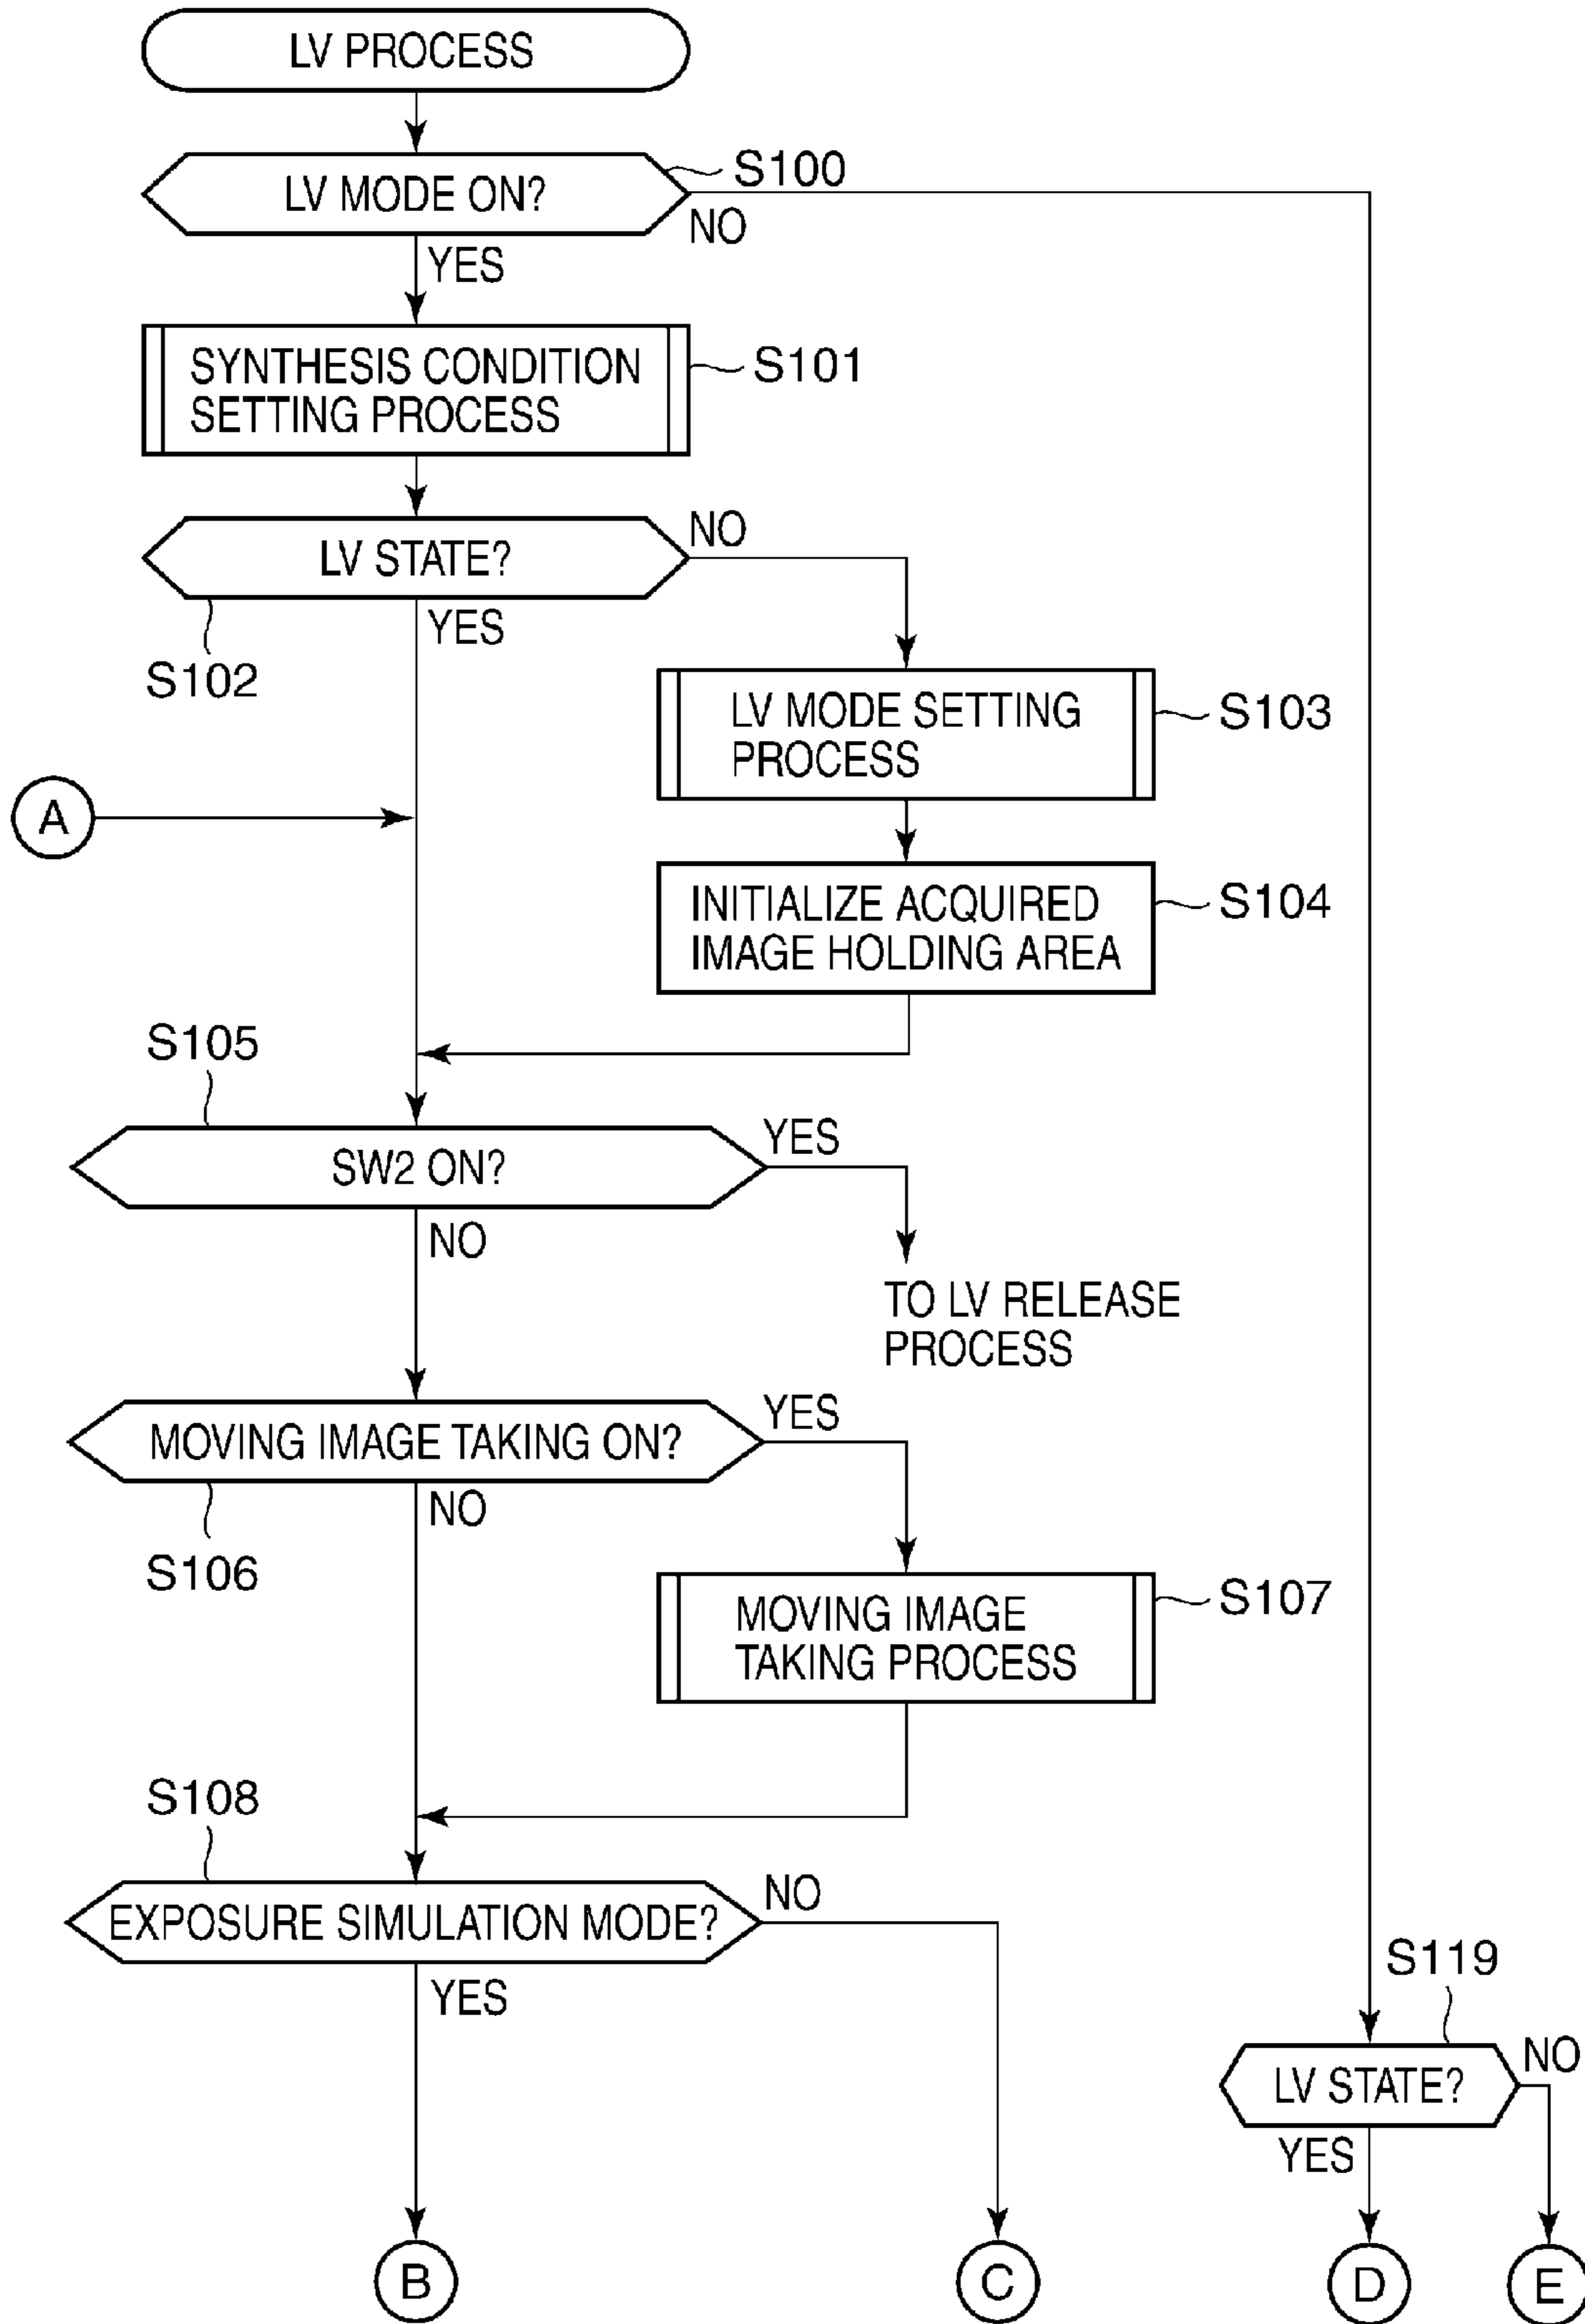 LV PROCESS
LV MODE ON?
S100
NO
YES
SYNTHESIS CONDITION
SETTING PROCESS
S101
LV STATE?
NO
YES
S102
LV MODE SETTING
PROCESS
S103
A
INITIALIZE ACQUIRED
IMAGE HOLDING AREA
S104
S105
SW2 ON?
YES
NO
TO LV RELEASE
PROCESS
MOVING IMAGE TAKING ON?
YES
NO
S106
MOVING IMAGE
TAKING PROCESS
S107
S108
EXPOSURE SIMULATION MODE?
NO
YES
S119
LV STATE?
NO
YES
B
C
D
E